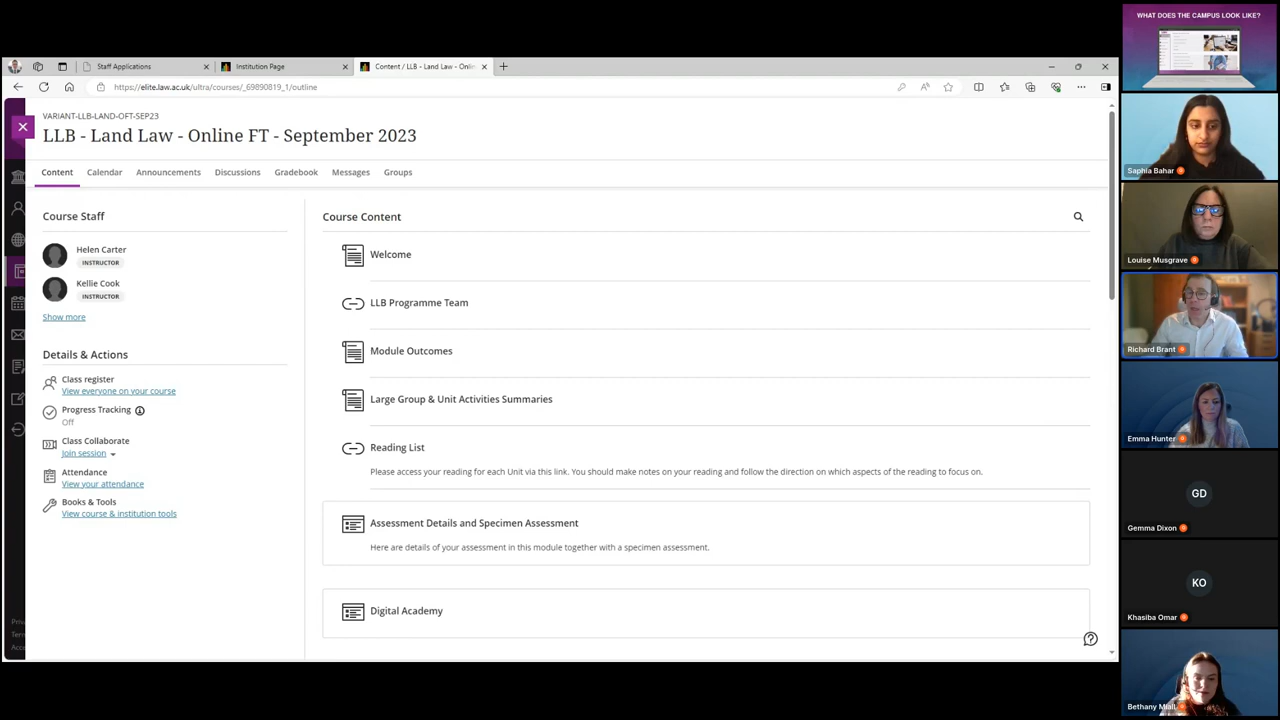 Staff Applications
Institution Page
Content / LLB - Land Law - Onlin
https://elite.law.ac.uk/ultra/courses/_69890819_1/outline
VARIANT-LLB-LAND-OFT-SEP23
LLB - Land Law - Online FT - September 2023
Content Calendar Announcements Discussions Gradebook Messages Groups
Course Staff
Helen Carter
INSTRUCTOR
Kellie Cook
INSTRUCTOR
Show more
Details & Actions
Class register
View everyone on your course
Progress Tracking
Off
Class Collaborate
Join session
Attendance
View your attendance
Books & Tools
View course & institution tools
Priv
Term
Acce
Course Content
Welcome
LLB Programme Team
Module Outcomes
Large Group & Unit Activities Summaries
Reading List
Please access your reading for each Unit via this link. You should make notes on your reading and follow the direction on which aspects of the reading to focus on.
Assessment Details and Specimen Assessment
Here are details of your assessment in this module together with a specimen assessment.
Digital Academy
WHAT DOES THE CAMPUS LOOK LIKE?
Saphia Bahar
Louise Musgrave
Richard Brant
Emma Hunter
GD
Gemma Dixon
KO
Khasiba Omar
Bethany Miall